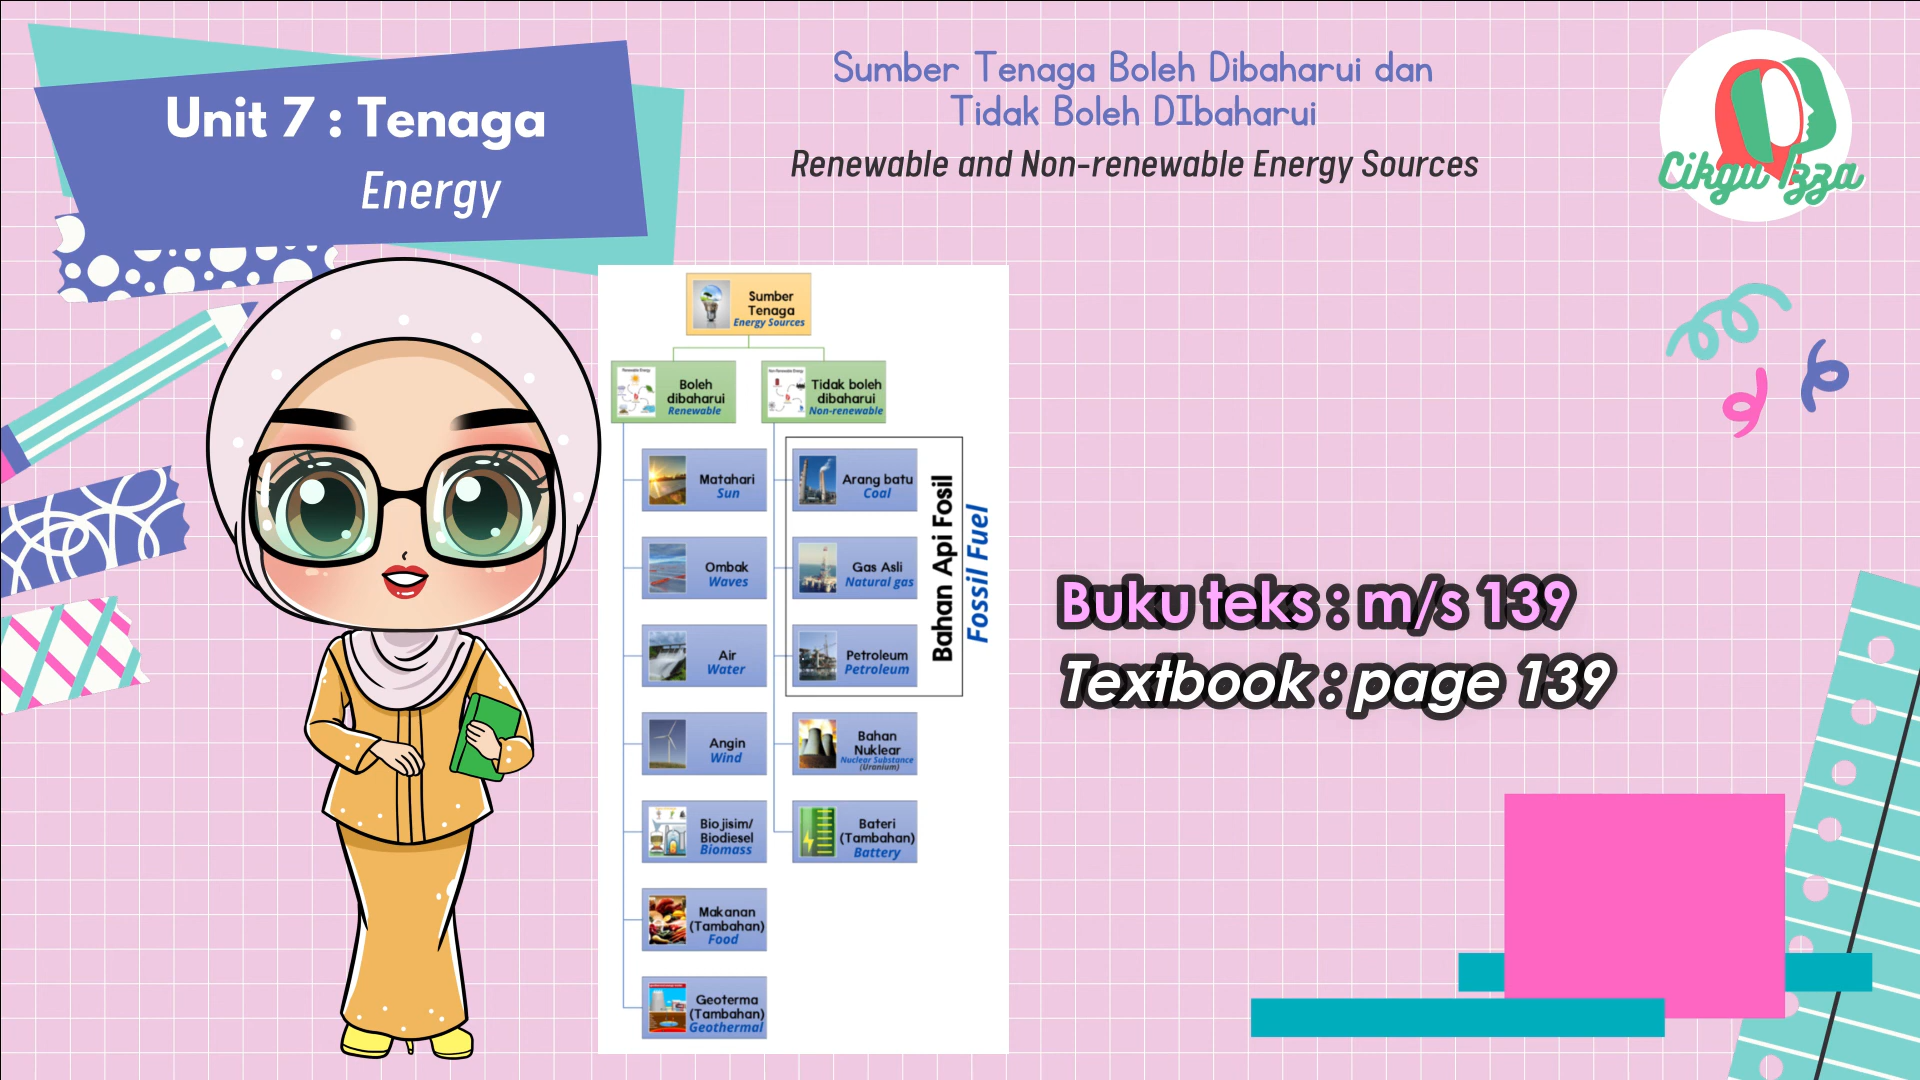 Unit 7 : Tenaga
Energy
Sumber Tenaga Boleh Dibaharui dan
Tidak Boleh DIbaharui
Renewable and Non-renewable Energy Sources
Cikgu Izza
Sumber
Tenaga
Energy Sources
Boleh
dibaharui
Renewable
Tidak boleh
dibaharui
Non-renewable
Matahari
Sun
Ombak
Waves
Air
Water
Angin
Wind
Biojisim/
Biodiesel
Biomass
Makanan
(Tambahan)
Food
Geoterma
(Tambahan)
Geothermal
Arang batu
Coal
Gas Asli
Natural gas
Petroleum
Petroleum
Bahan Api Fosil
Fossil Fuel
Bahan
Nuklear
Nuclear Substance
(Uranium)
Bateri
(Tambahan)
Battery
Buku teks : m/s 139
Textbook : page 139